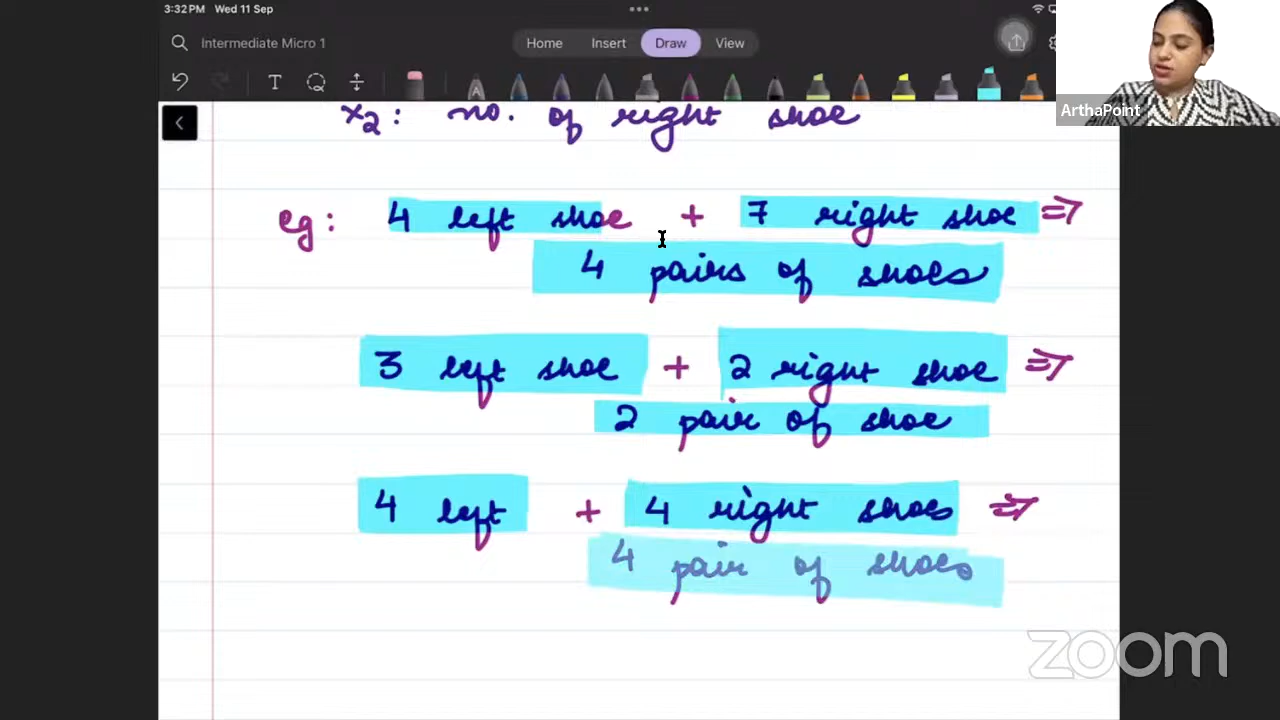 3:32 PM Wed 11 Sep
Intermediate Micro 1
Home Insert Draw View
T
A
ArthaPoint
x2: no. of right shoe
eg: 4 left shoe + 7 right shoe ⇒
4 pairs of shoes
3 left shoe + 2 right shoe ⇒
2 pair of shoe
4 left + 4 right shoes ⇒
4 pair of shoes
zoom